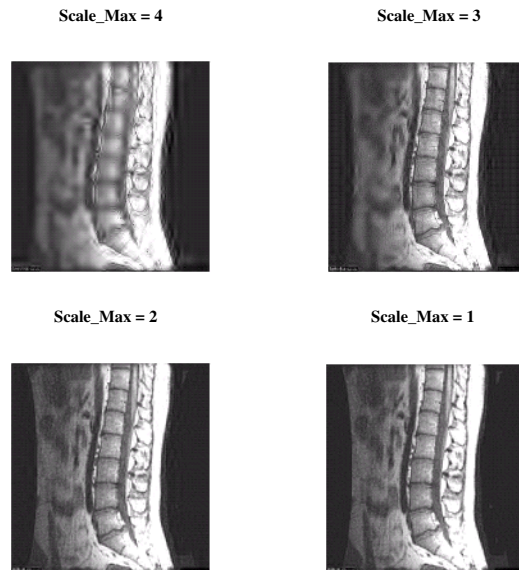 Scale_Max = 4
Scale_Max = 3
Scale_Max = 2
Scale_Max = 1